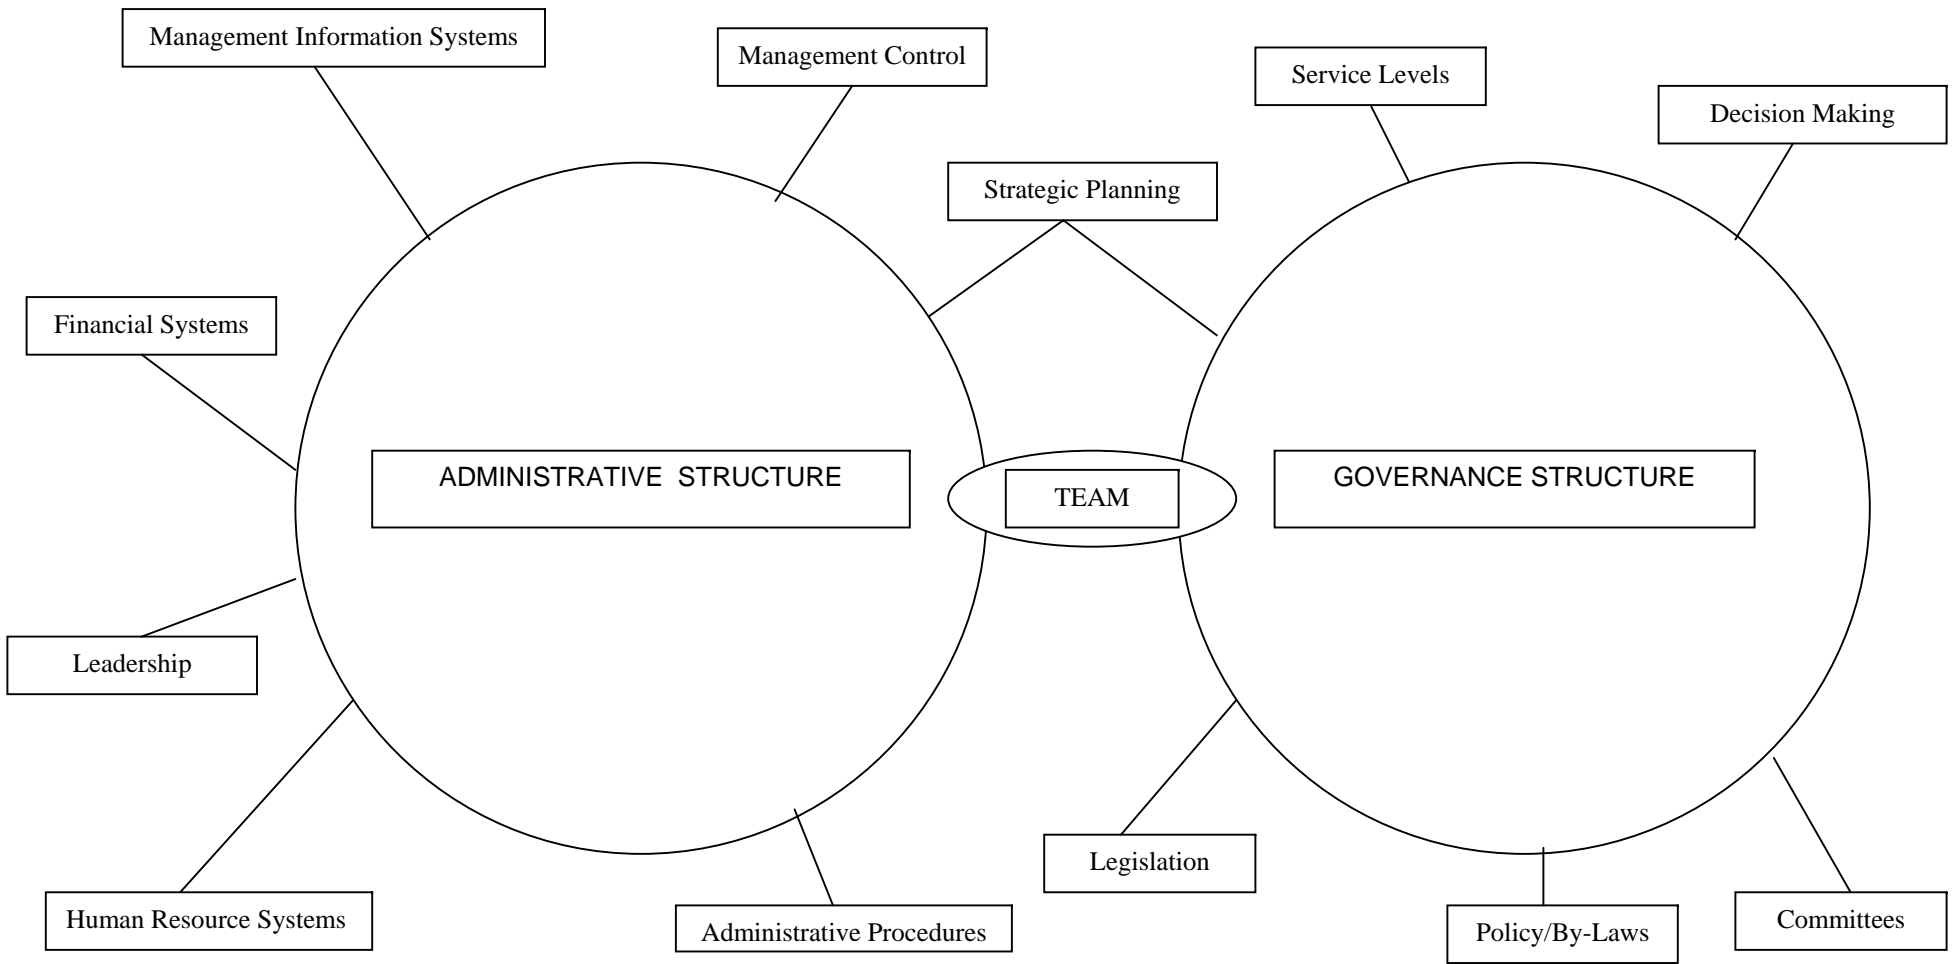 Management Information Systems
Management Control
Service Levels
Decision Making
Strategic Planning
Financial Systems
ADMINISTRATIVE STRUCTURE
TEAM
GOVERNANCE STRUCTURE
Leadership
Legislation
Human Resource Systems
Administrative Procedures
Policy/By-Laws
Committees